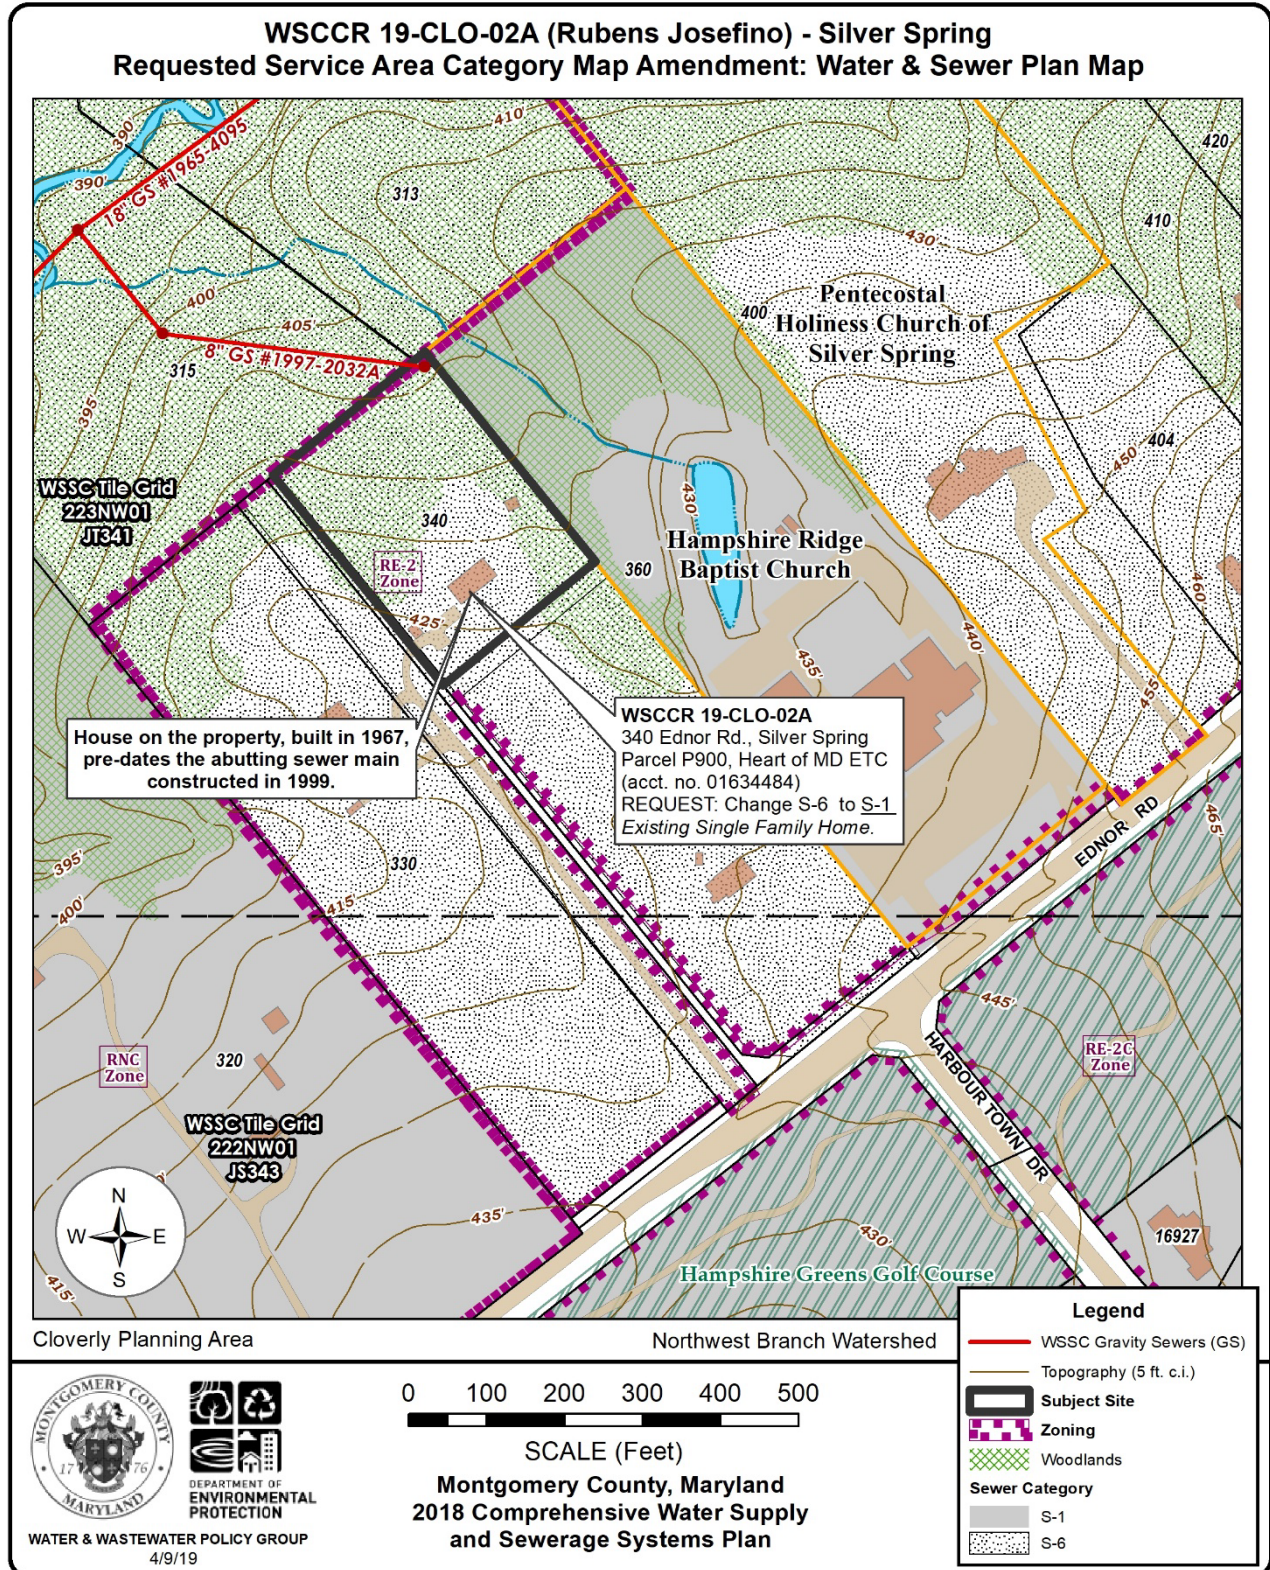 WSCCR 19-CLO-02A (Rubens Josefino) - Silver Spring
Requested Service Area Category Map Amendment: Water & Sewer Plan Map
390
390'
18" GS #1965-4095
410'
313
420
410
430'
400
Pentecostal
Holiness Church of
Silver Spring
400'
405'
8" GS #1997-2032A
315
395'
404
450'
WSSC Tile Grid
223NW01
JT341
340
430'
Hampshire Ridge
Baptist Church
RE-2
Zone
360
460'
425'
440'
435'
455'
House on the property, built in 1967,
pre-dates the abutting sewer main
constructed in 1999.
WSCCR 19-CLO-02A
340 Ednor Rd., Silver Spring
Parcel P900, Heart of MD ETC
(acct. no. 01634484)
REQUEST: Change S-6 to S-1
Existing Single Family Home.
EDNOR RD
465'
395'
330
400'
415'
445'
HARBOUR TOWN DR
RE-2C
Zone
RNC
Zone
320
WSSC Tile Grid
222NW01
JS343
N
W
E
S
435'
430'
16927
415'
Hampshire Greens Golf Course
Cloverly Planning Area
Northwest Branch Watershed
Legend
WSSC Gravity Sewers (GS)
Topography (5 ft. c.i.)
Subject Site
Zoning
Woodlands
Sewer Category
S-1
S-6
MONTGOMERY COUNTY
17 76
MARYLAND
DEPARTMENT OF
ENVIRONMENTAL
PROTECTION
WATER & WASTEWATER POLICY GROUP
4/9/19
0 100 200 300 400 500
SCALE (Feet)
Montgomery County, Maryland
2018 Comprehensive Water Supply
and Sewerage Systems Plan